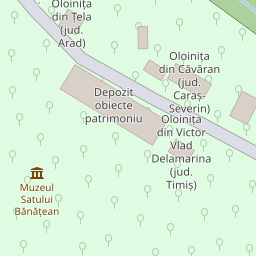 Oloinița
din Tela
(jud.
Arad)
Oloinița
din Căvăran
(jud.
Caraș-
Severin)
Depozit
obiecte
patrimoniu
Oloinița
din Victor
Vlad
Delamarina
(jud.
Timiș)
Muzeul
Satului
Bănățean